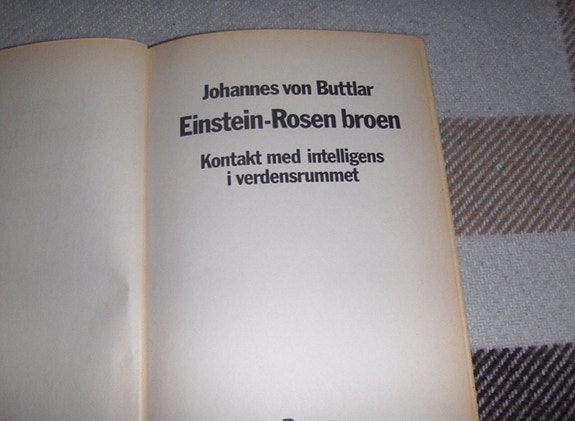 Johannes von Buttlar
Einstein-Rosen broen
Kontakt med intelligens
i verdensrummet